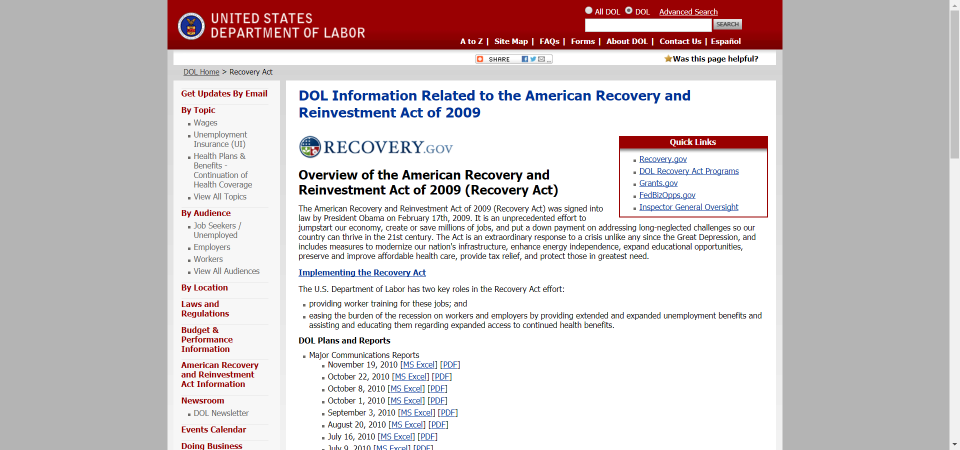 UNITED STATES
DEPARTMENT OF LABOR
All DOL DOL Advanced Search
SEARCH
A to Z | Site Map | FAQs | Forms | About DOL | Contact Us | Español
SHARE
Was this page helpful?
DOL Home > Recovery Act
Get Updates By Email
By Topic
Wages
Unemployment
Insurance (UI)
Health Plans &
Benefits -
Continuation of
Health Coverage
View All Topics
By Audience
Job Seekers /
Unemployed
Employers
Workers
View All Audiences
By Location
Laws and
Regulations
Budget &
Performance
Information
American Recovery
and Reinvestment
Act Information
Newsroom
DOL Newsletter
Events Calendar
Doing Business
DOL Information Related to the American Recovery and
Reinvestment Act of 2009
RECOVERY.GOV
Quick Links
Recovery.gov
DOL Recovery Act Programs
Grants.gov
FedBizOpps.gov
Inspector General Oversight
Overview of the American Recovery and
Reinvestment Act of 2009 (Recovery Act)
The American Recovery and Reinvestment Act of 2009 (Recovery Act) was signed into
law by President Obama on February 17th, 2009. It is an unprecedented effort to
jumpstart our economy, create or save millions of jobs, and put a down payment on addressing long-neglected challenges so our
country can thrive in the 21st century. The Act is an extraordinary response to a crisis unlike any since the Great Depression, and
includes measures to modernize our nation's infrastructure, enhance energy independence, expand educational opportunities,
preserve and improve affordable health care, provide tax relief, and protect those in greatest need.
Implementing the Recovery Act
The U.S. Department of Labor has two key roles in the Recovery Act effort:
providing worker training for these jobs; and
easing the burden of the recession on workers and employers by providing extended and expanded unemployment benefits and
assisting and educating them regarding expanded access to continued health benefits.
DOL Plans and Reports
Major Communications Reports
November 19, 2010 [MS Excel] [PDF]
October 22, 2010 [MS Excel] [PDF]
October 8, 2010 [MS Excel] [PDF]
October 1, 2010 [MS Excel] [PDF]
September 3, 2010 [MS Excel] [PDF]
August 20, 2010 [MS Excel] [PDF]
July 16, 2010 [MS Excel] [PDF]
July 9, 2010 [MS Excel] [PDF]